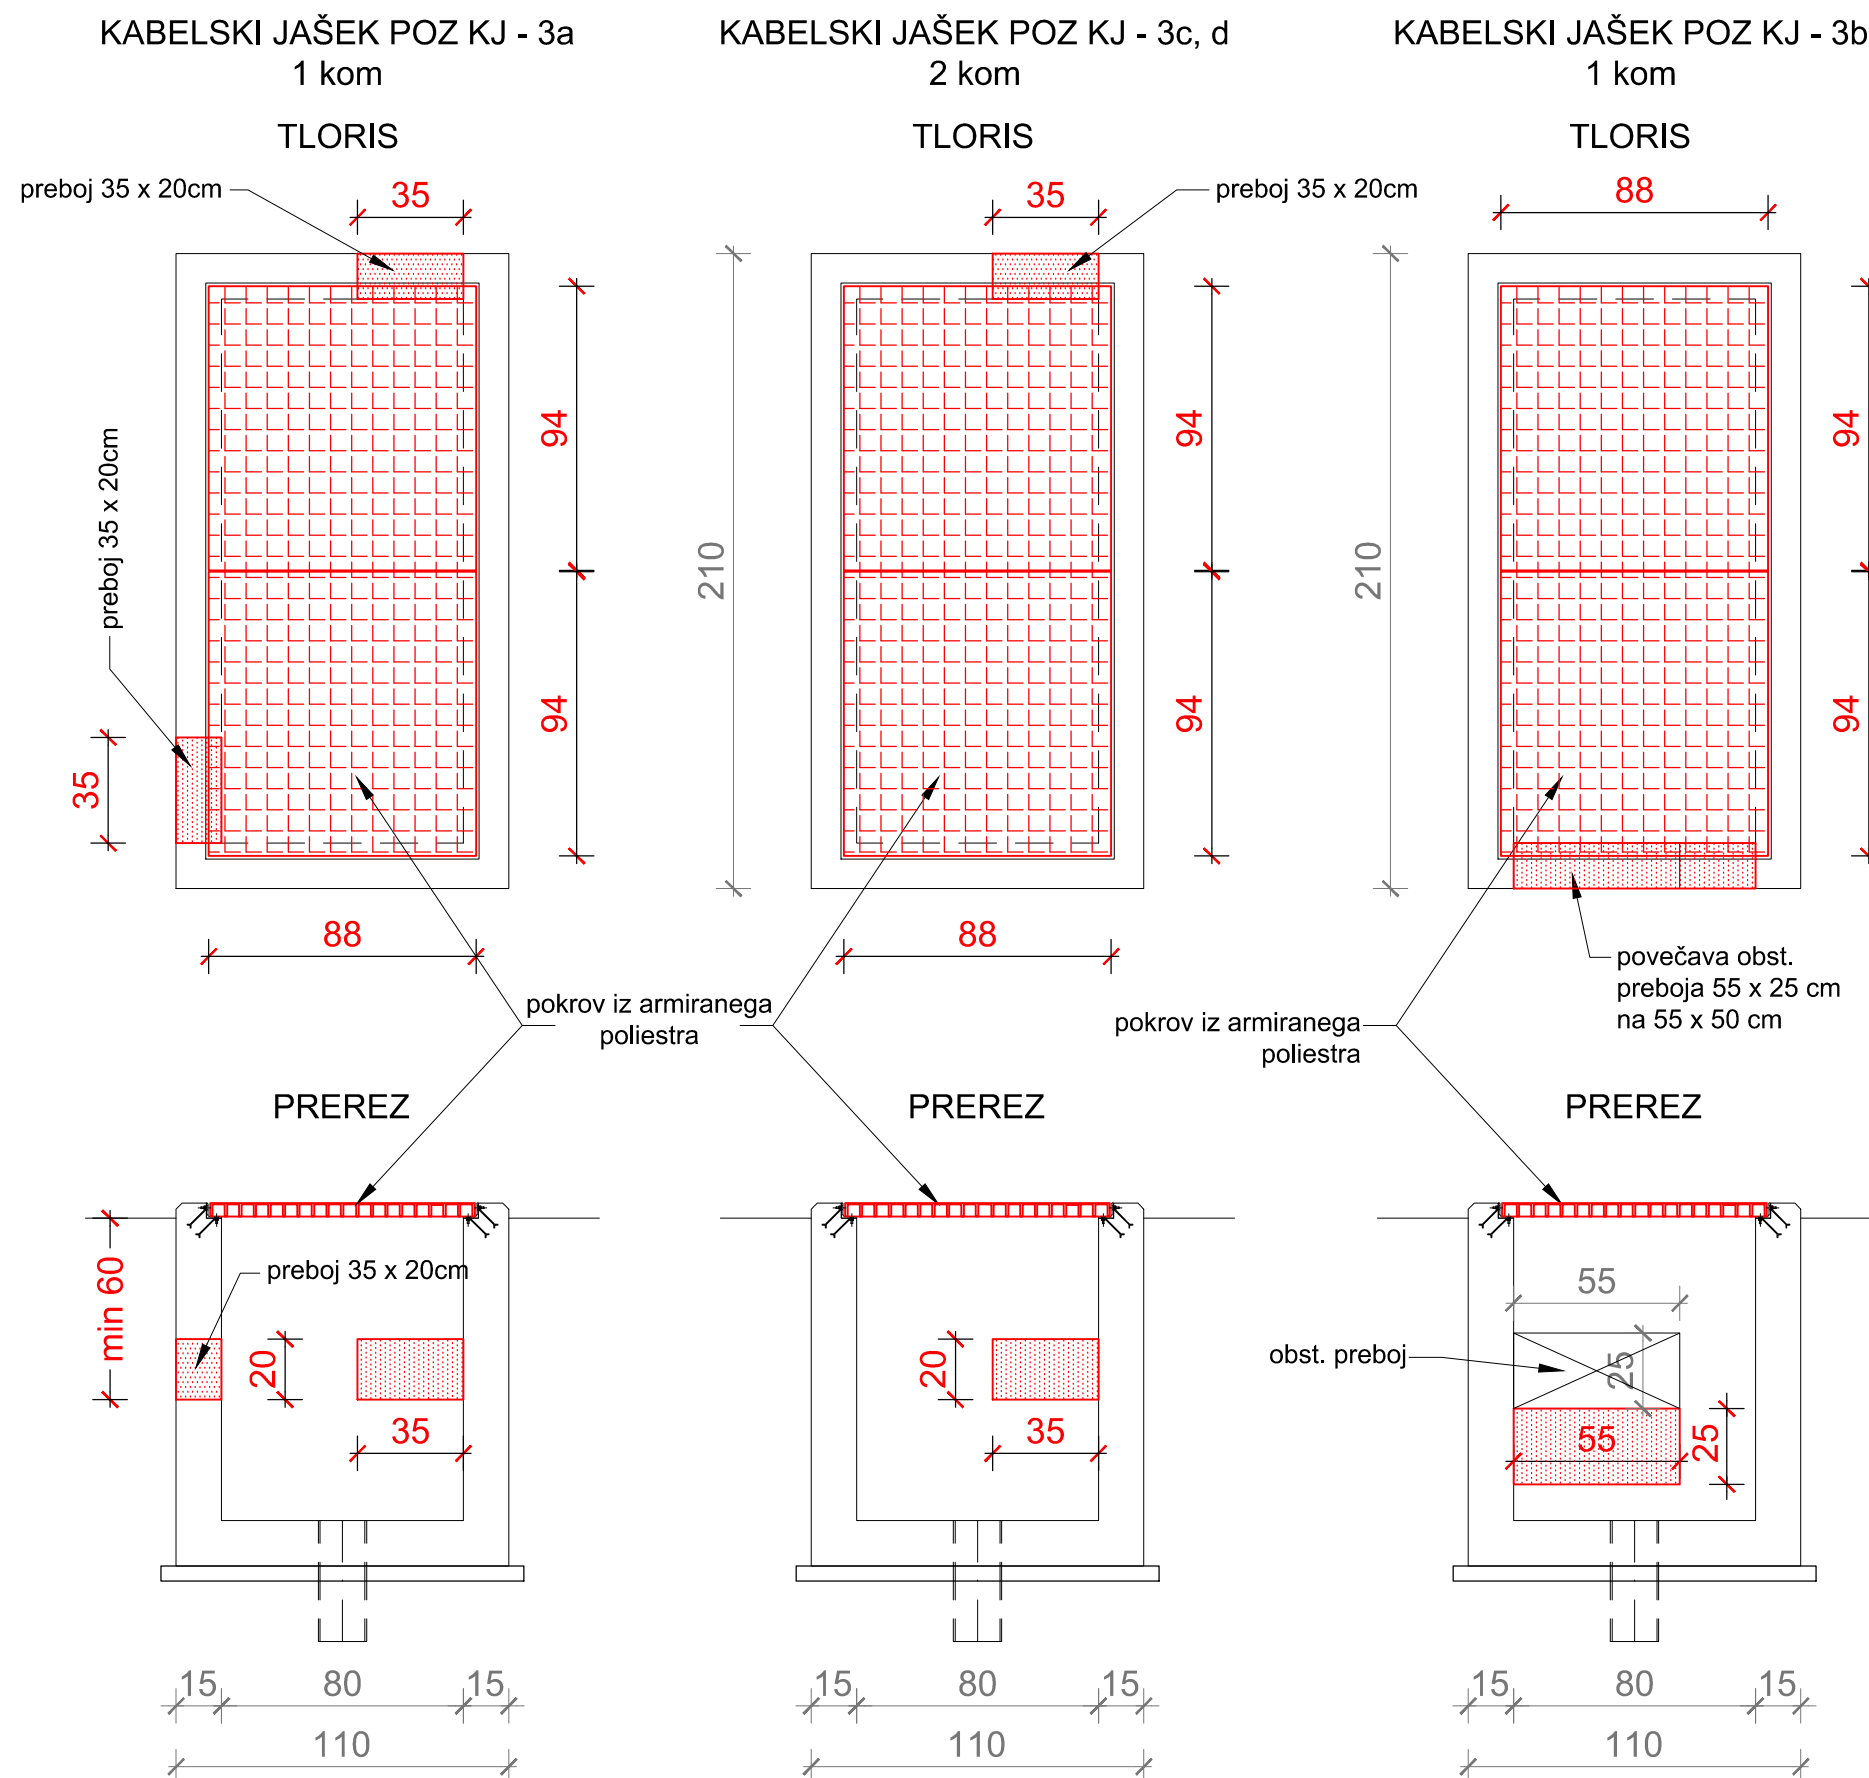 KABELSKI JAŠEK POZ KJ - 3a
1 kom
TLORIS
preboj 35 x 20cm
35
preboj 35 x 20cm
35
94
94
88
KABELSKI JAŠEK POZ KJ - 3c, d
2 kom
TLORIS
35
preboj 35 x 20cm
210
94
94
88
KABELSKI JAŠEK POZ KJ - 3b
1 kom
TLORIS
88
210
94
94
povečava obst.
preboja 55 x 25 cm
na 55 x 50 cm
pokrov iz armiranega
poliestra
pokrov iz armiranega
poliestra
PREREZ
min 60
preboj 35 x 20cm
20
35
15
80
15
110
PREREZ
20
35
15
80
15
110
PREREZ
55
obst. preboj
25
55
25
15
80
15
110